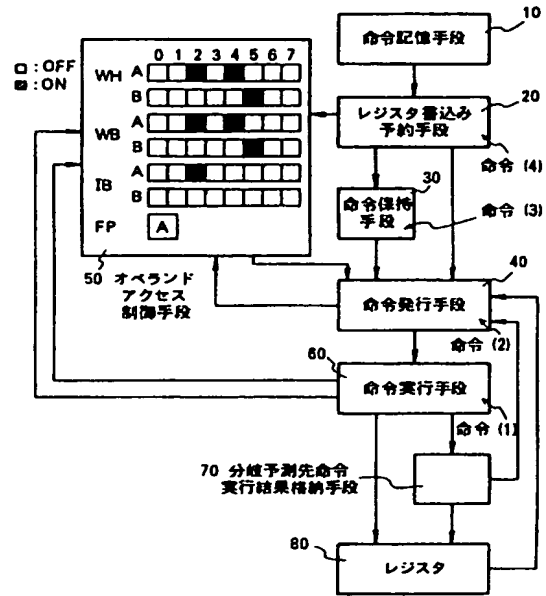 10
命令記憶手段
20
レジスタ書込み
予約手段
命令 (4)
30
命令保持
手段
命令 (3)
40
命令発行手段
命令 (2)
60
命令実行手段
命令 (1)
70 分岐予測先命令
実行結果格納手段
80
レジスタ
□ : OFF
■ : ON
0 1 2 3 4 5 6 7
WH A
B
WB A
B
IB A
B
FP A
50 オペランド
アクセス
制御手段